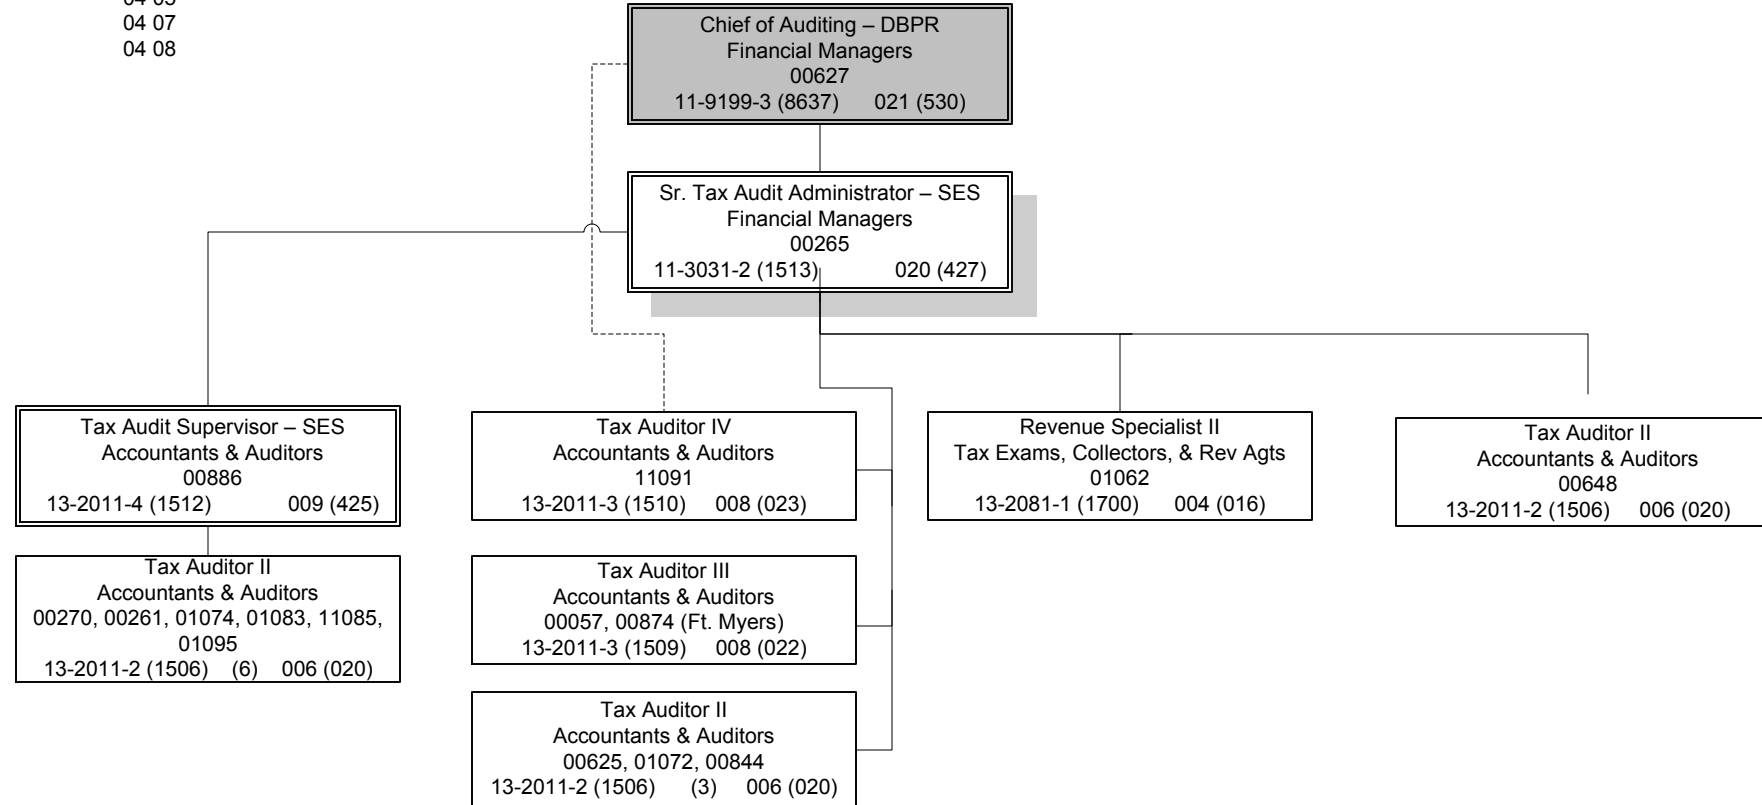 04 07
04 08
Chief of Auditing – DBPR
Financial Managers
00627
11-9199-3 (8637) 021 (530)
Sr. Tax Audit Administrator – SES
Financial Managers
00265
11-3031-2 (1513) 020 (427)
Tax Audit Supervisor – SES
Accountants & Auditors
00886
13-2011-4 (1512) 009 (425)
Tax Auditor II
Accountants & Auditors
00270, 00261, 01074, 01083, 11085,
01095
13-2011-2 (1506) (6) 006 (020)
Tax Auditor IV
Accountants & Auditors
11091
13-2011-3 (1510) 008 (023)
Tax Auditor III
Accountants & Auditors
00057, 00874 (Ft. Myers)
13-2011-3 (1509) 008 (022)
Tax Auditor II
Accountants & Auditors
00625, 01072, 00844
13-2011-2 (1506) (3) 006 (020)
Revenue Specialist II
Tax Exams, Collectors, & Rev Agts
01062
13-2081-1 (1700) 004 (016)
Tax Auditor II
Accountants & Auditors
00648
13-2011-2 (1506) 006 (020)